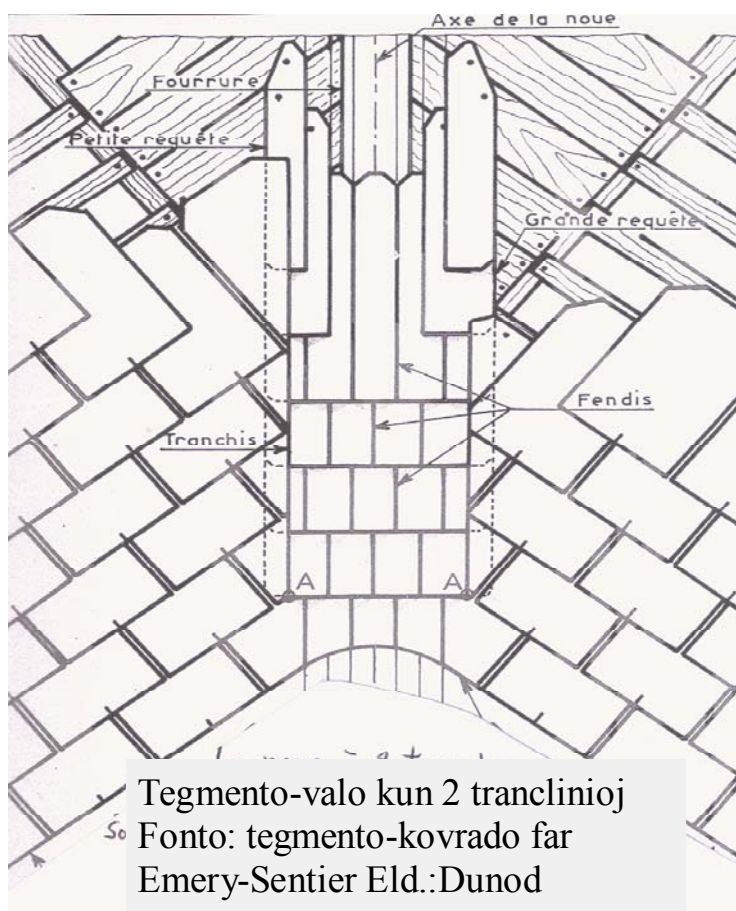 Axe de la noue
Fourrure
Petite requête
Grande requête
Fendis
Tranchis
A A
Tegmento-valo kun 2 tranclinioj
Fonto: tegmento-kovrado far
Emery-Sentier Eld.:Dunod